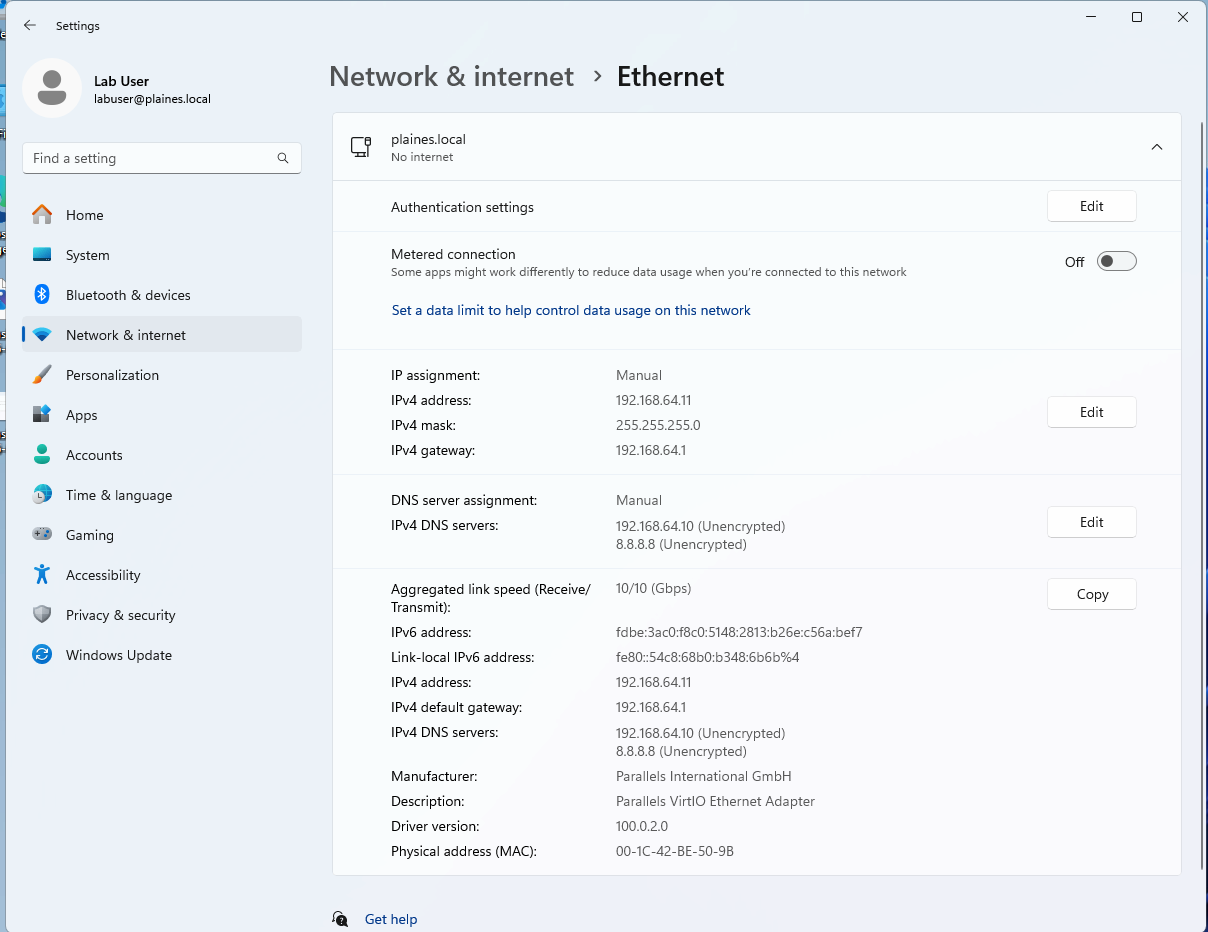 Settings
Lab User
labuser@plaines.local
Find a setting
Home
System
Bluetooth & devices
Network & internet
Personalization
Apps
Accounts
Time & language
Gaming
Accessibility
Privacy & security
Windows Update
Network & internet › Ethernet
plaines.local
No internet
Authentication settings Edit
Metered connection
Some apps might work differently to reduce data usage when you're connected to this network
Off
Set a data limit to help control data usage on this network
IP assignment: Manual
IPv4 address: 192.168.64.11
IPv4 mask: 255.255.255.0
IPv4 gateway: 192.168.64.1
Edit
DNS server assignment: Manual
IPv4 DNS servers: 192.168.64.10 (Unencrypted)
8.8.8.8 (Unencrypted)
Edit
Aggregated link speed (Receive/
Transmit): 10/10 (Gbps)
Copy
IPv6 address: fdbe:3ac0:f8c0:5148:2813:b26e:c56a:bef7
Link-local IPv6 address: fe80::54c8:68b0:b348:6b6b%4
IPv4 address: 192.168.64.11
IPv4 default gateway: 192.168.64.1
IPv4 DNS servers: 192.168.64.10 (Unencrypted)
8.8.8.8 (Unencrypted)
Manufacturer: Parallels International GmbH
Description: Parallels VirtIO Ethernet Adapter
Driver version: 100.0.2.0
Physical address (MAC): 00-1C-42-BE-50-9B
Get help